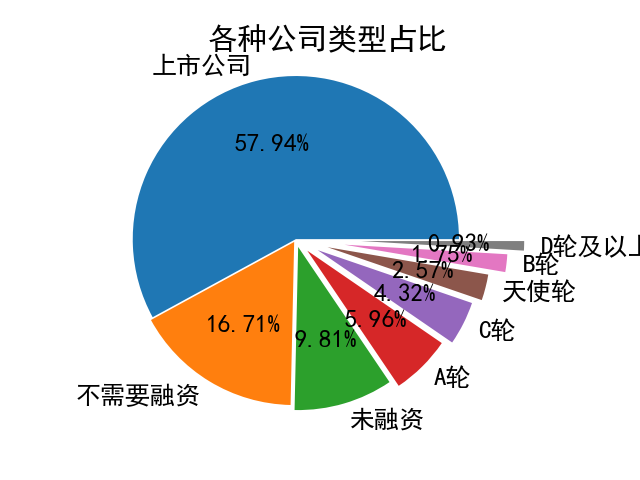 各种公司类型占比
上市公司
57.94%
16.71%
不需要融资
9.81%
未融资
5.96%
A轮
4.32%
C轮
2.57%
天使轮
1.75%
B轮
0.93%
D轮及以上